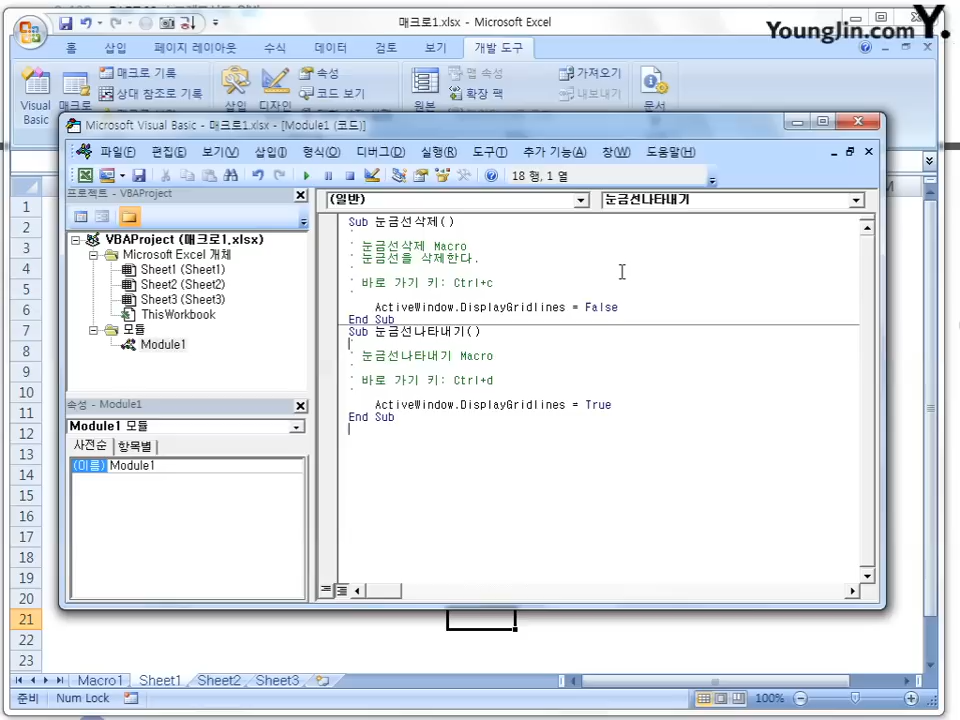 매크로1.xlsx - Microsoft Excel
YoungJin.com Y.
홈 삽입 페이지 레이아웃 수식 데이터 검토 보기 개발 도구
Visual Basic
매크로
매크로 기록
상대 참조로 기록
삽입
디자인
속성
코드 보기
원본
맵 속성
확장 팩
가져오기
내보내기
문서
Microsoft Visual Basic - 매크로1.xlsx - [Module1 (코드)]
파일(F) 편집(E) 보기(V) 삽입(I) 형식(O) 디버그(D) 실행(R) 도구(T) 추가 기능(A) 창(W) 도움말(H)
18 행, 1 열
프로젝트 - VBAProject
VBAProject (매크로1.xlsx)
Microsoft Excel 개체
Sheet1 (Sheet1)
Sheet2 (Sheet2)
Sheet3 (Sheet3)
ThisWorkbook
모듈
Module1
속성 - Module1
Module1 모듈
사전순 항목별
(이름) Module1
(일반) 눈금선나타내기
Sub 눈금선삭제()
'
' 눈금선삭제 Macro
' 눈금선을 삭제한다.
'
' 바로 가기 키: Ctrl+c
'
ActiveWindow.DisplayGridlines = False
End Sub
Sub 눈금선나타내기()
'
' 눈금선나타내기 Macro
'
' 바로 가기 키: Ctrl+d
'
ActiveWindow.DisplayGridlines = True
End Sub
M
1
2
3
4
5
6
7
8
9
10
11
12
13
14
15
16
17
18
19
20
21
22
23
Macro1 Sheet1 Sheet2 Sheet3
준비 Num Lock 100%